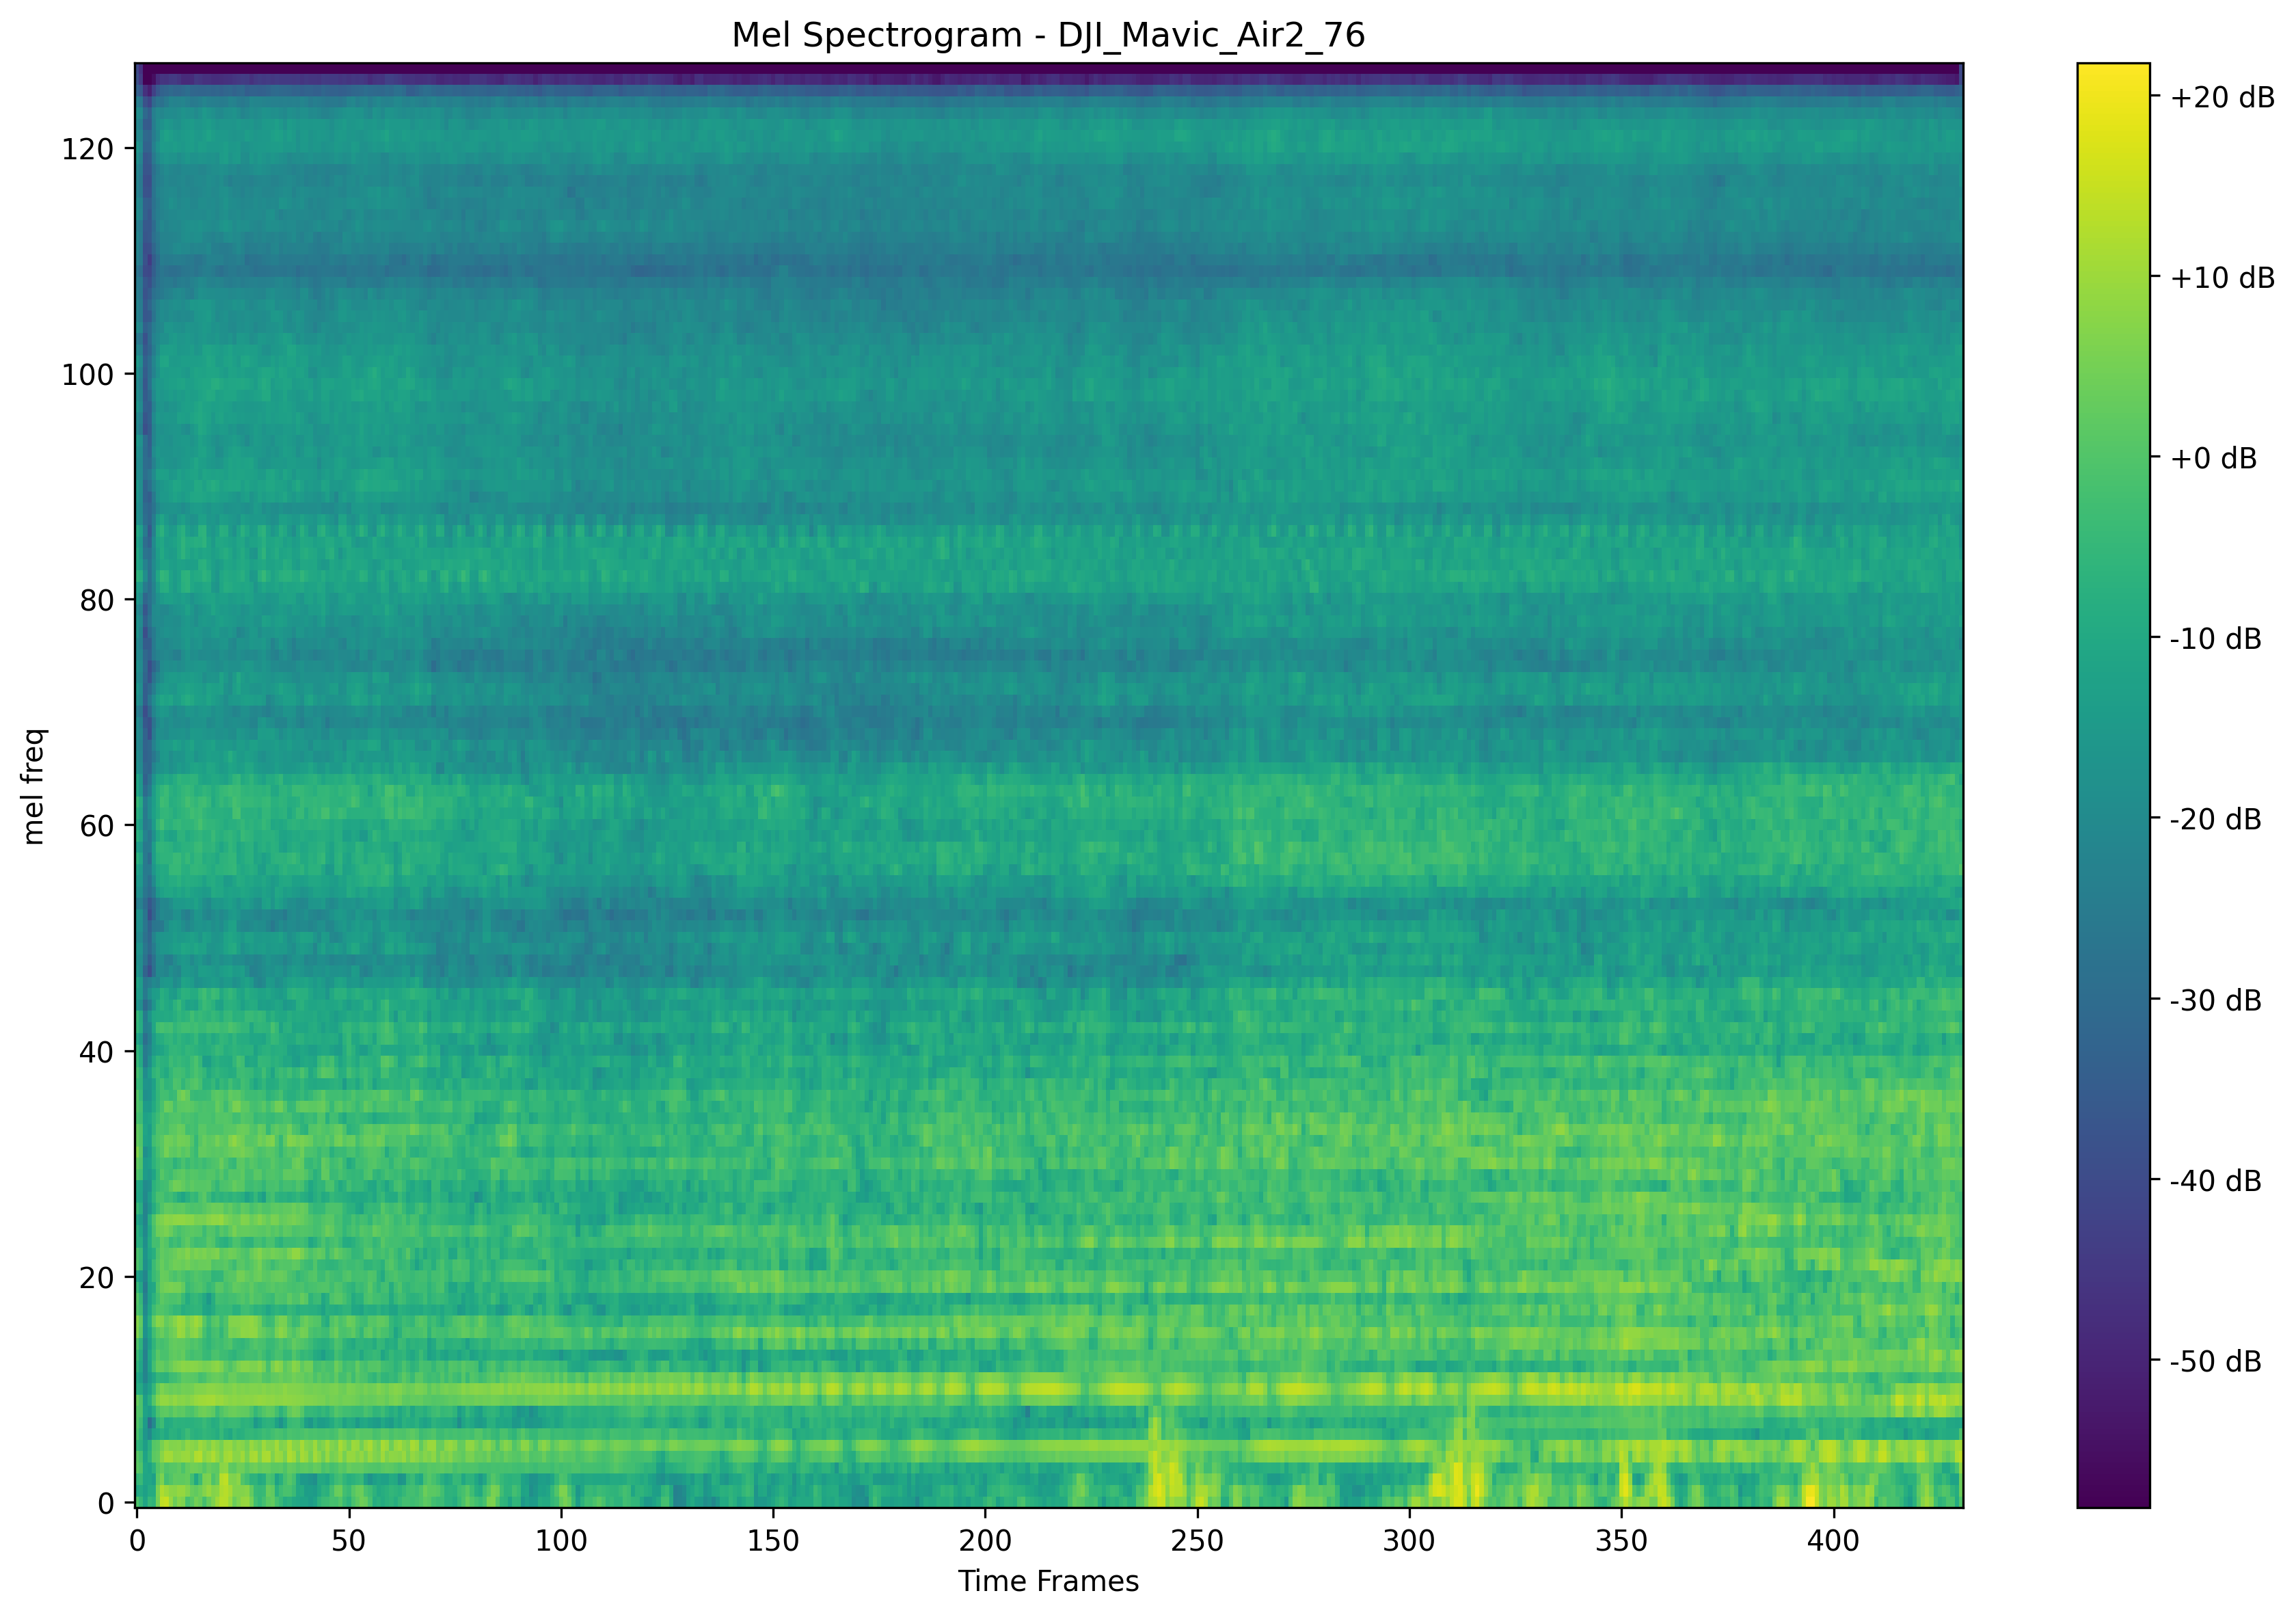 Mel Spectrogram - DJI_Mavic_Air2_76
mel freq
120
100
80
60
40
20
0
0 50 100 150 200 250 300 350 400
Time Frames
+20 dB
+10 dB
+0 dB
-10 dB
-20 dB
-30 dB
-40 dB
-50 dB